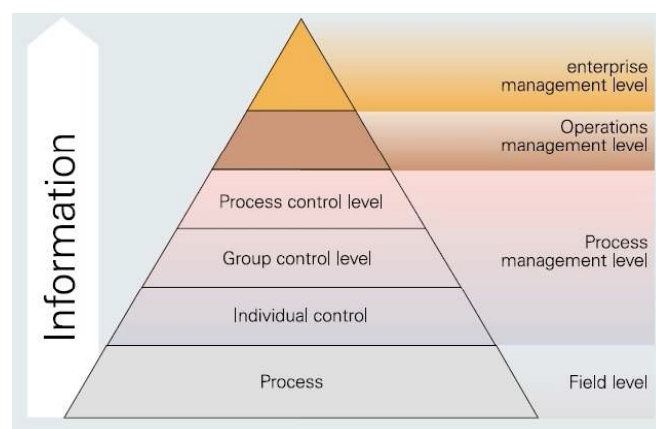 Information
enterprise
management level
Operations
management level
Process control level
Group control level
Process
management level
Individual control
Process
Field level